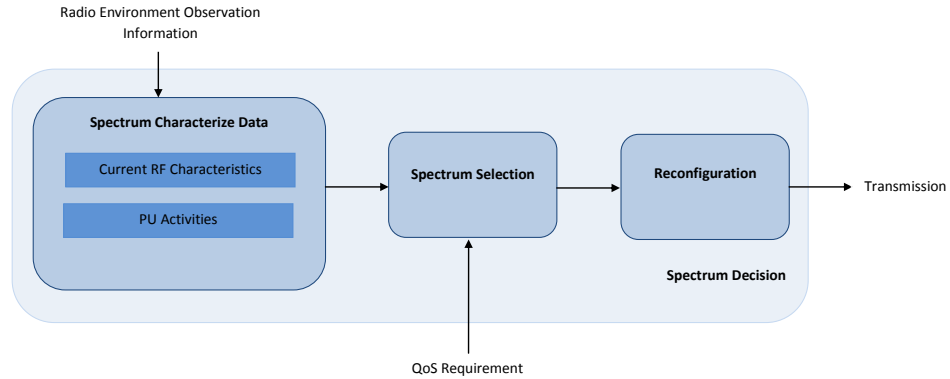 Radio Environment Observation
Information
Spectrum Characterize Data
Current RF Characteristics
PU Activities
Spectrum Selection
Reconfiguration
Transmission
Spectrum Decision
QoS Requirement